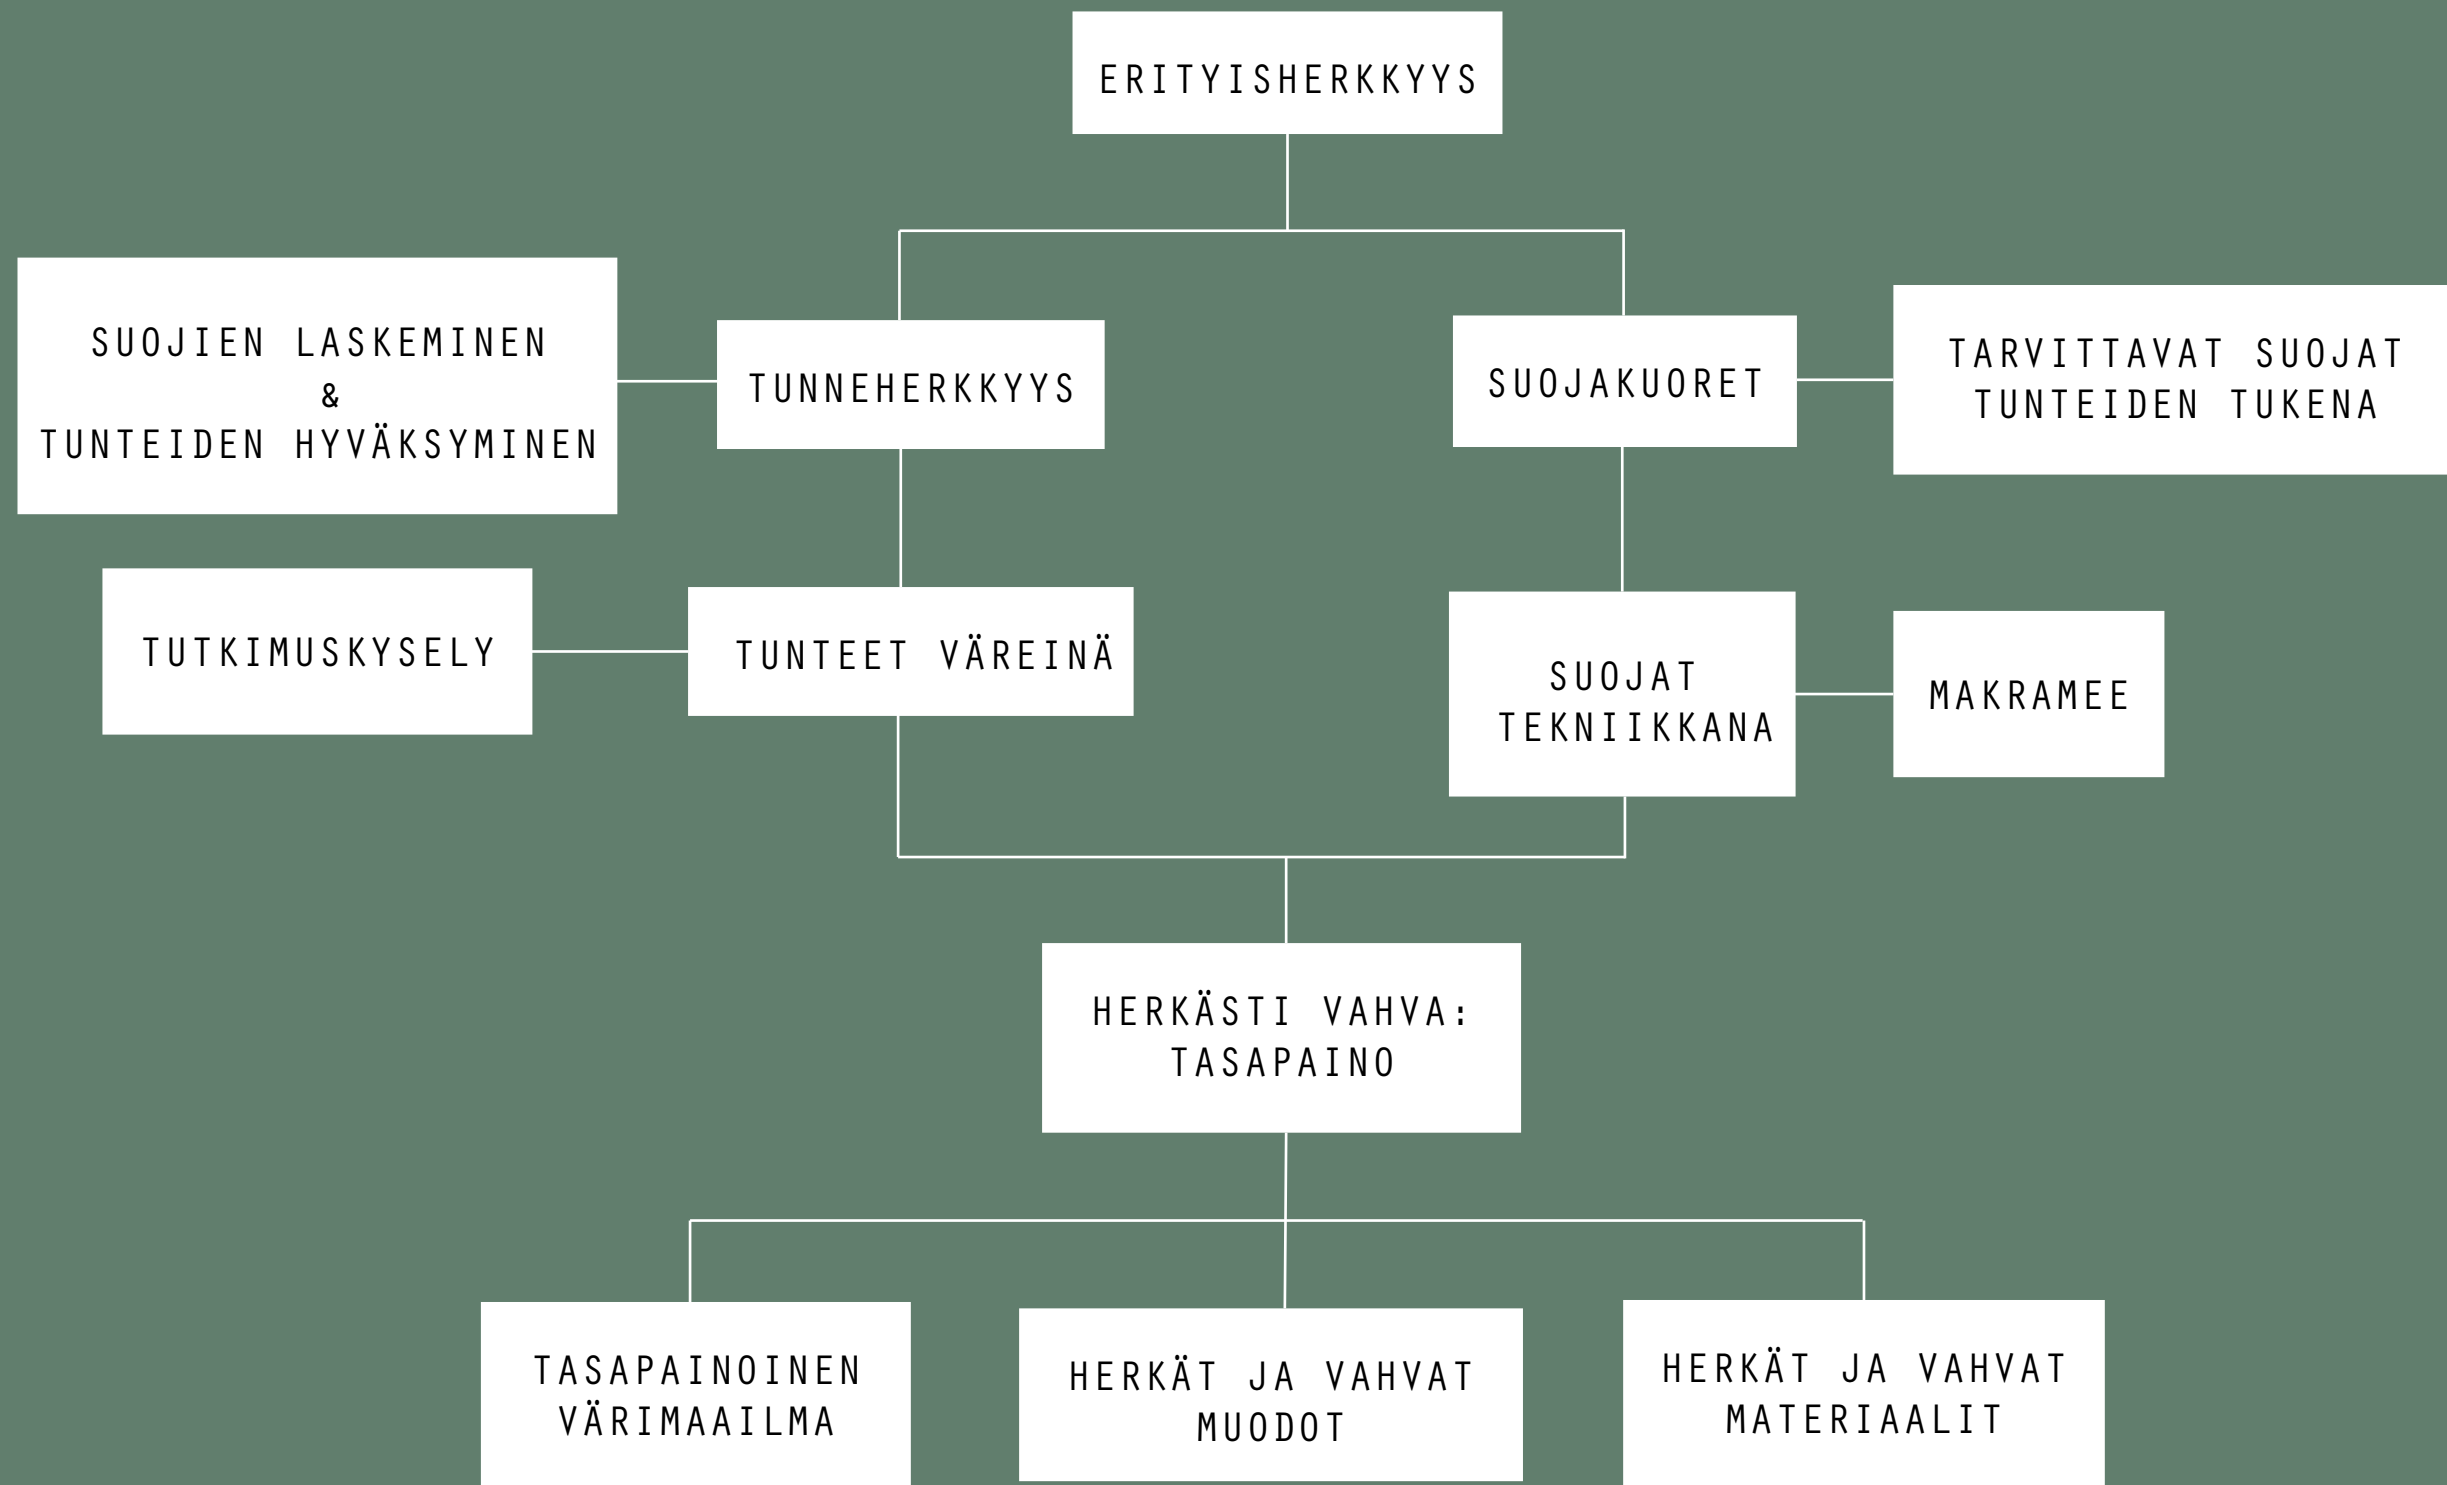 ERITYISHERKKYYS
SUOJIEN LASKEMINEN
&
TUNTEIDEN HYVÄKSYMINEN
TUNNEHERKKYYS
SUOJAKUORET
TARVITTAVAT SUOJAT
TUNTEIDEN TUKENA
TUTKIMUSKYSELY
TUNTEET VÄREINÄ
SUOJAT
TEKNIIKKANA
MAKRAMEE
HERKÄSTI VAHVA:
TASAPAINO
TASAPAINOINEN
VÄRIMAAILMA
HERKÄT JA VAHVAT
MUODOT
HERKÄT JA VAHVAT
MATERIAALIT